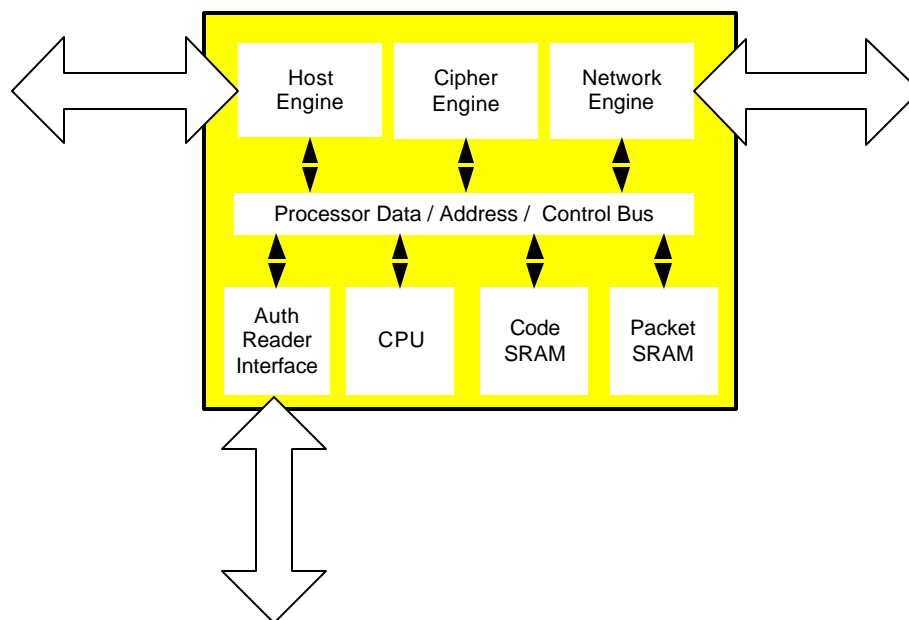 Host
Engine
Cipher
Engine
Network
Engine
Processor Data / Address / Control Bus
Auth
Reader
Interface
CPU
Code
SRAM
Packet
SRAM